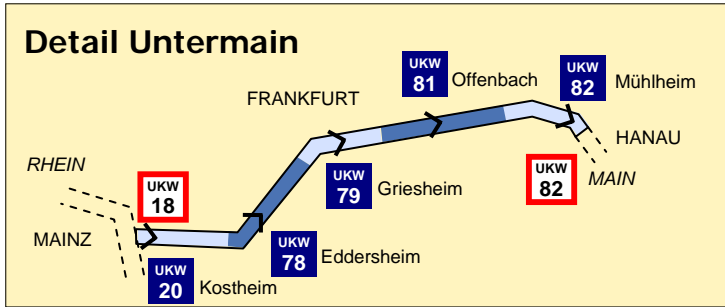 Detail Untermain
UKW
81
Offenbach
UKW
82
Mühlheim
FRANKFURT
HANAU
RHEIN
UKW
18
UKW
79
Griesheim
UKW
82
MAIN
MAINZ
UKW
78
Eddersheim
UKW
20
Kostheim